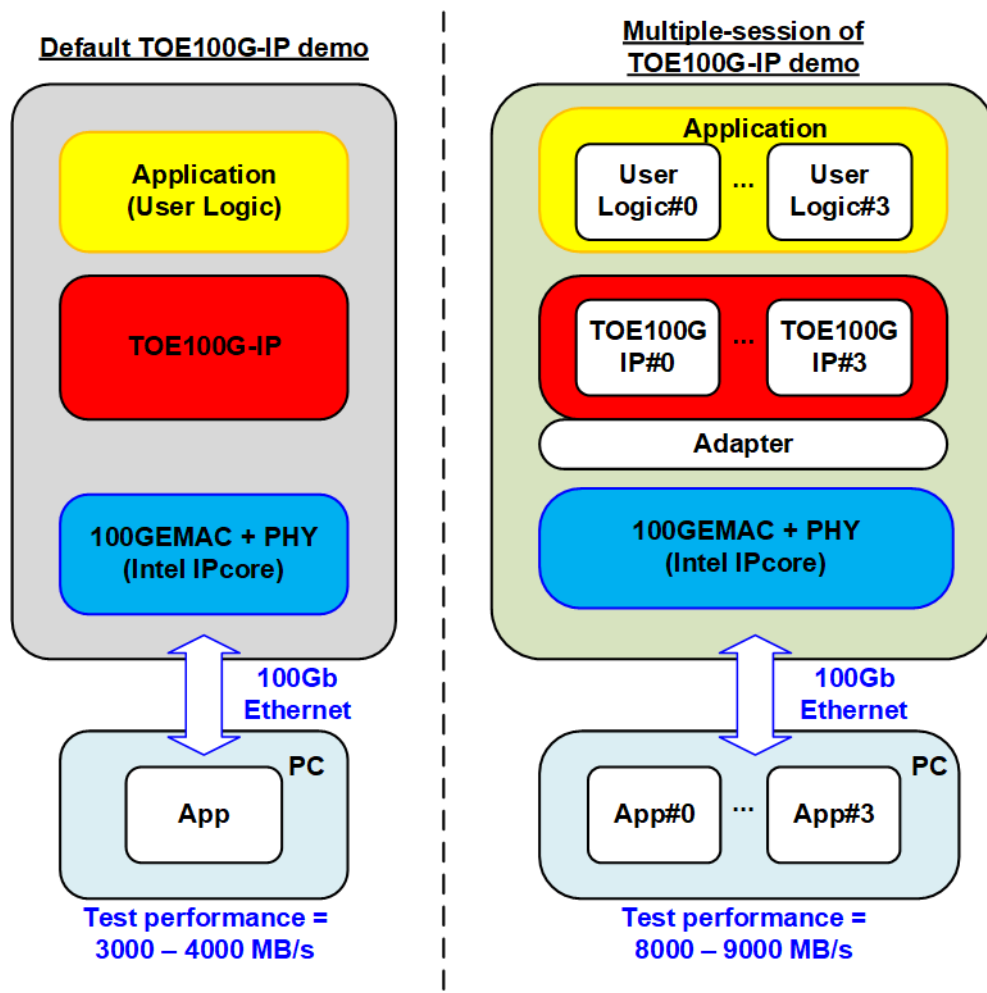 Default TOE100G-IP demo
Application
(User Logic)
TOE100G-IP
100GEMAC + PHY
(Intel IPcore)
100Gb
Ethernet
PC
App
Test performance =
3000 – 4000 MB/s
Multiple-session of
TOE100G-IP demo
Application
User
Logic#0
...
User
Logic#3
TOE100G
IP#0
...
TOE100G
IP#3
Adapter
100GEMAC + PHY
(Intel IPcore)
100Gb
Ethernet
PC
App#0
...
App#3
Test performance =
8000 – 9000 MB/s